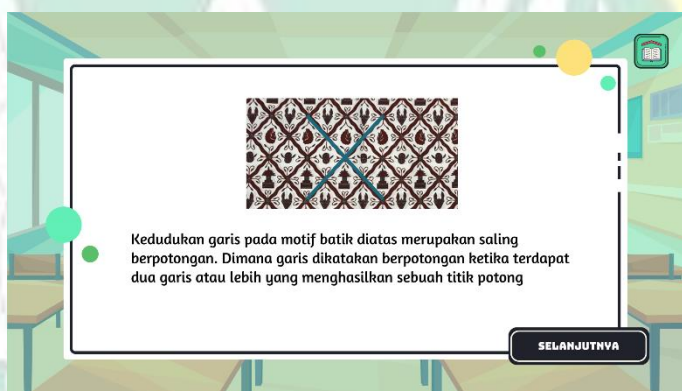 Kedudukan garis pada motif batik diatas merupakan saling
berpotongan. Dimana garis dikatakan berpotongan ketika terdapat
dua garis atau lebih yang menghasilkan sebuah titik potong
SELANJUTNYA